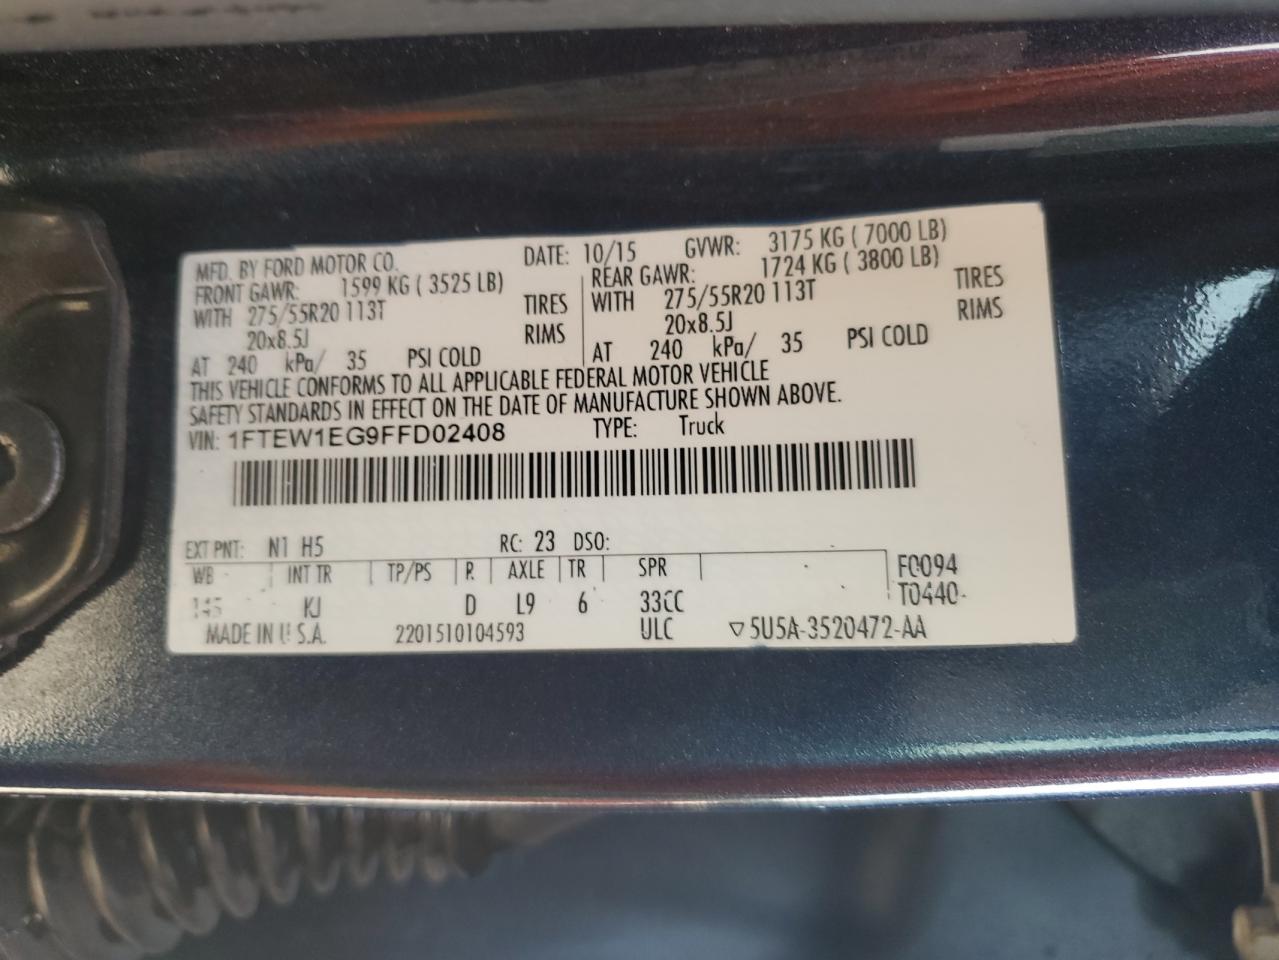 MFD. BY FORD MOTOR CO. DATE: 10/15 GVWR: 3175 KG ( 7000 LB)
FRONT GAWR: 1599 KG ( 3525 LB) REAR GAWR: 1724 KG ( 3800 LB)
WITH 275/55R20 113T TIRES WITH 275/55R20 113T TIRES
20x8.5J RIMS 20x8.5J RIMS
AT 240 kPa/ 35 PSI COLD AT 240 kPa/ 35 PSI COLD
THIS VEHICLE CONFORMS TO ALL APPLICABLE FEDERAL MOTOR VEHICLE
SAFETY STANDARDS IN EFFECT ON THE DATE OF MANUFACTURE SHOWN ABOVE.
VIN: 1FTEW1EG9FFD02408 TYPE: Truck
EXT PNT: N1 H5 RC: 23 DSO:
WB INT TR TP/PS R AXLE TR SPR F0094
145 KJ D L9 6 33CC T0440
MADE IN U.S.A. 2201510104593 ULC ▽5U5A-3520472-AA